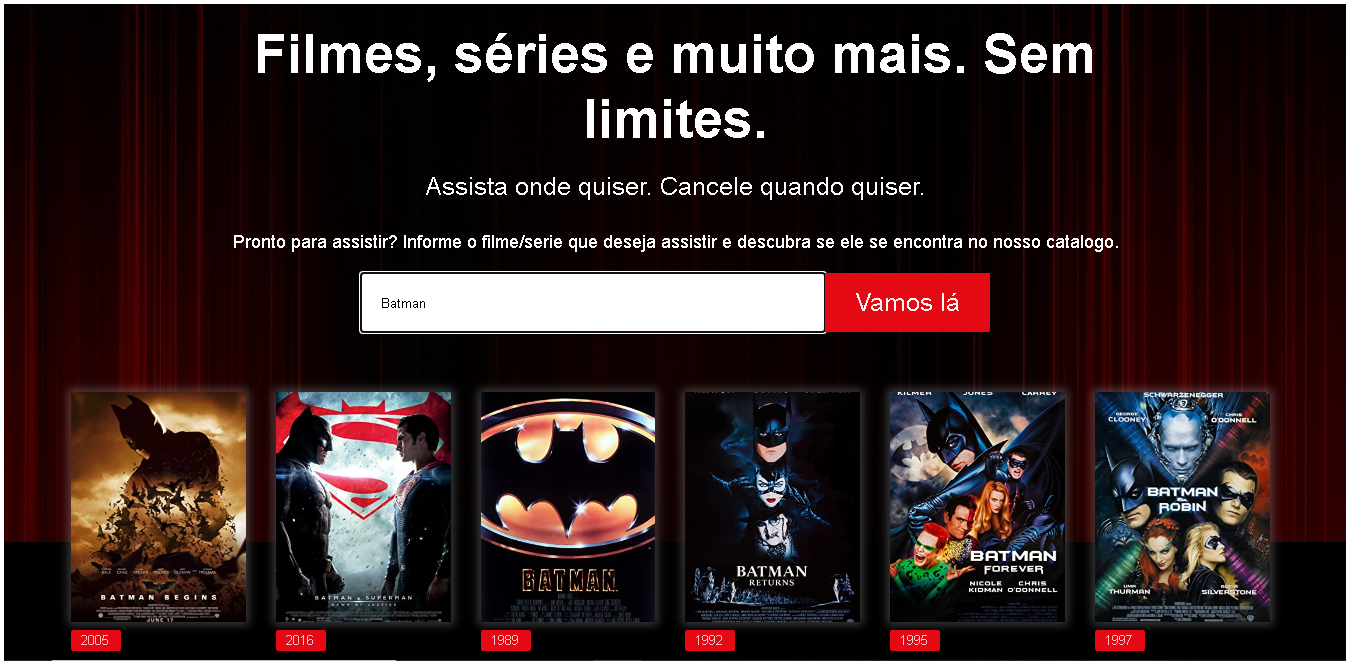 Filmes, séries e muito mais. Sem
limites.
Assista onde quiser. Cancele quando quiser.
Pronto para assistir? Informe o filme/serie que deseja assistir e descubra se ele se encontra no nosso catalogo.
Batman
Vamos lá
BATMAN BEGINS
JUNE 17
BATMAN v SUPERMAN
DAWN OF JUSTICE
BATMAN
BATMAN
RETURNS
KILMER JONES CARREY
BATMAN
FOREVER
NICOLE KIDMAN
CHRIS O'DONNELL
SCHWARZENEGGER
GEORGE CLOONEY
CHRIS O'DONNELL
BATMAN
& ROBIN
UMA THURMAN
ALICIA SILVERSTONE
2005
2016
1989
1992
1995
1997